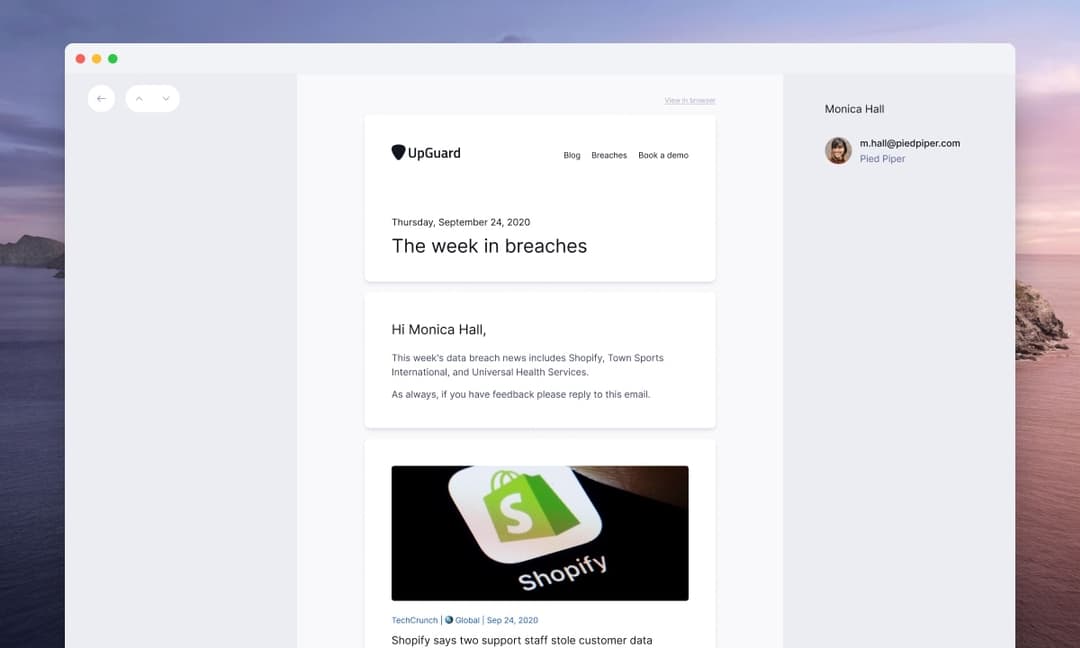 View in browser
UpGuard
Blog Breaches Book a demo
Thursday, September 24, 2020
The week in breaches
Hi Monica Hall,
This week's data breach news includes Shopify, Town Sports
International, and Universal Health Services.
As always, if you have feedback please reply to this email.
S
Shopify
TechCrunch | Global | Sep 24, 2020
Shopify says two support staff stole customer data
Monica Hall
m.hall@piedpiper.com
Pied Piper